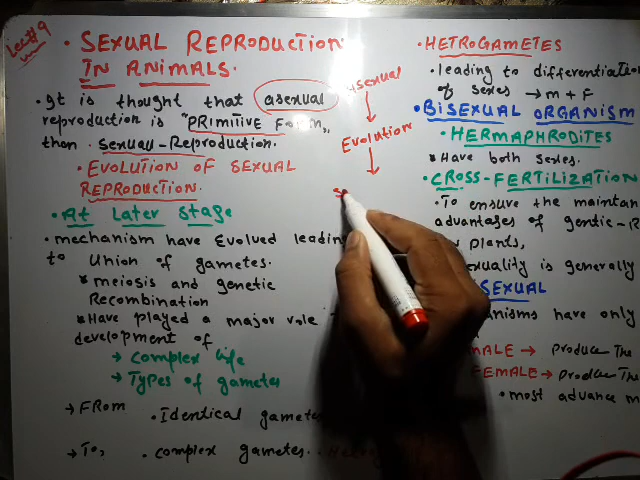 Lec#9
• SEXUAL REPRODUCTION
IN ANIMALS.
• It is thought that asexual
reproduction is "PRIMITIVE Form„
then sexual-Reproduction.
• EVOLUTION OF SEXUAL
REPRODUCTION.
• At Later Stage
• mechanism have Evolved leading
to Union of gametes.
* meiosis and genetic
Recombination
* Have played a major role
development of
→ Complex life
→ Types of gametes
→ From • Identical gametes
→ To, • complex gametes.
Asexual
Evolution
• HETROGAMETES
• leading to differentiation
of sexes → m + F
• BISEXUAL ORGANISM
• HERMAPHRODITES
* Have both sexes.
• CROSS-FERTILIZATION
• To ensure the maintan
advantages of gentic-R
plants,
exuality is generally
SEXUAL
anisms have only
MALE → Produce The
FEMALE → Produce The
• most advance m